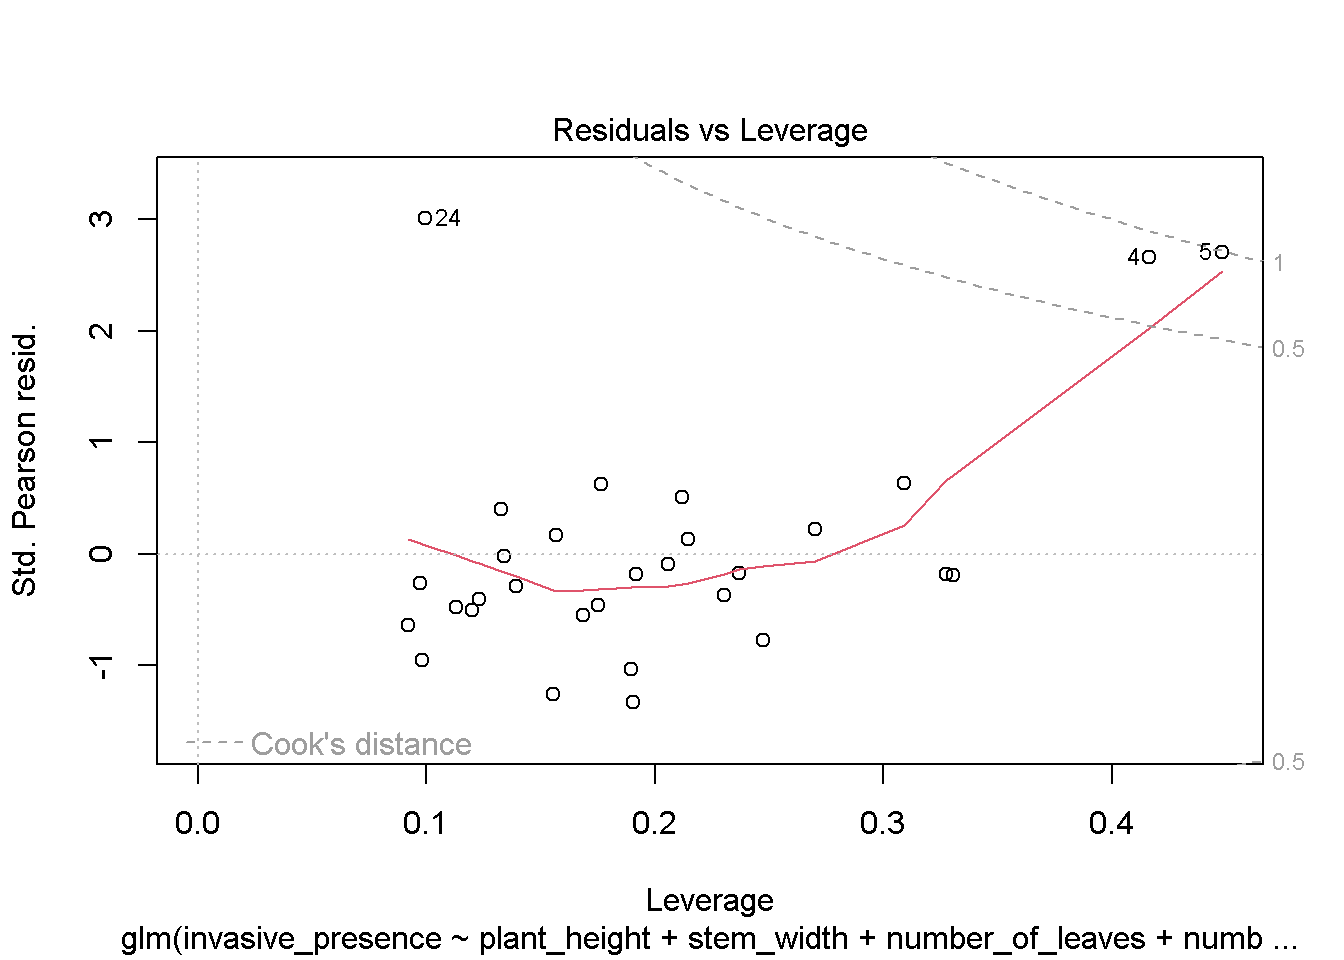 Residuals vs Leverage
Std. Pearson resid.
3
2
1
0
-1
24
4
5
1
0.5
0.5
Cook's distance
0.0 0.1 0.2 0.3 0.4
Leverage
glm(invasive_presence ~ plant_height + stem_width + number_of_leaves + numb ...